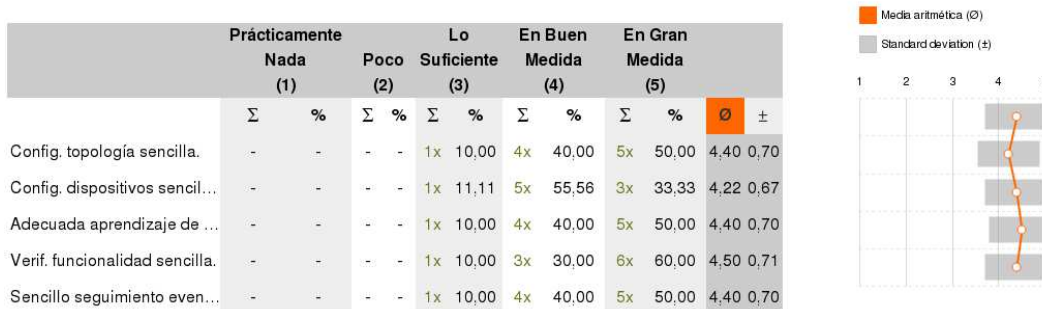 Media aritmética (Ø)
Standard deviation (±)
Prácticamente Nada (1) Poco (2) Lo Suficiente (3) En Buen Medida (4) En Gran Medida (5)
1 2 3 4
Σ % Σ % Σ % Σ % Σ % Ø ±
Config. topología sencilla. - - - - 1x 10,00 4x 40,00 5x 50,00 4,40 0,70
Config. dispositivos sencil... - - - - 1x 11,11 5x 55,56 3x 33,33 4,22 0,67
Adecuada aprendizaje de ... - - - - 1x 10,00 4x 40,00 5x 50,00 4,40 0,70
Verif. funcionalidad sencilla. - - - - 1x 10,00 3x 30,00 6x 60,00 4,50 0,71
Sencillo seguimiento even... - - - - 1x 10,00 4x 40,00 5x 50,00 4,40 0,70